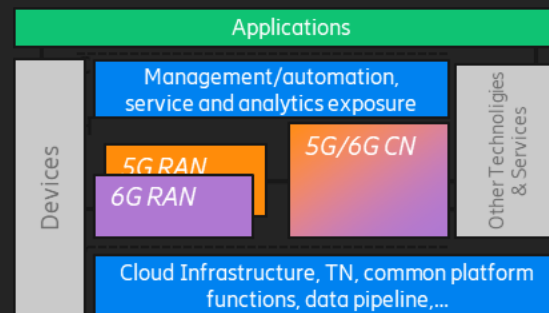 Applications
Management/automation,
service and analytics exposure
Devices
5G RAN
6G RAN
5G/6G CN
Other Technoligies
& Services
Cloud Infrastructure, TN, common platform
functions, data pipeline,...